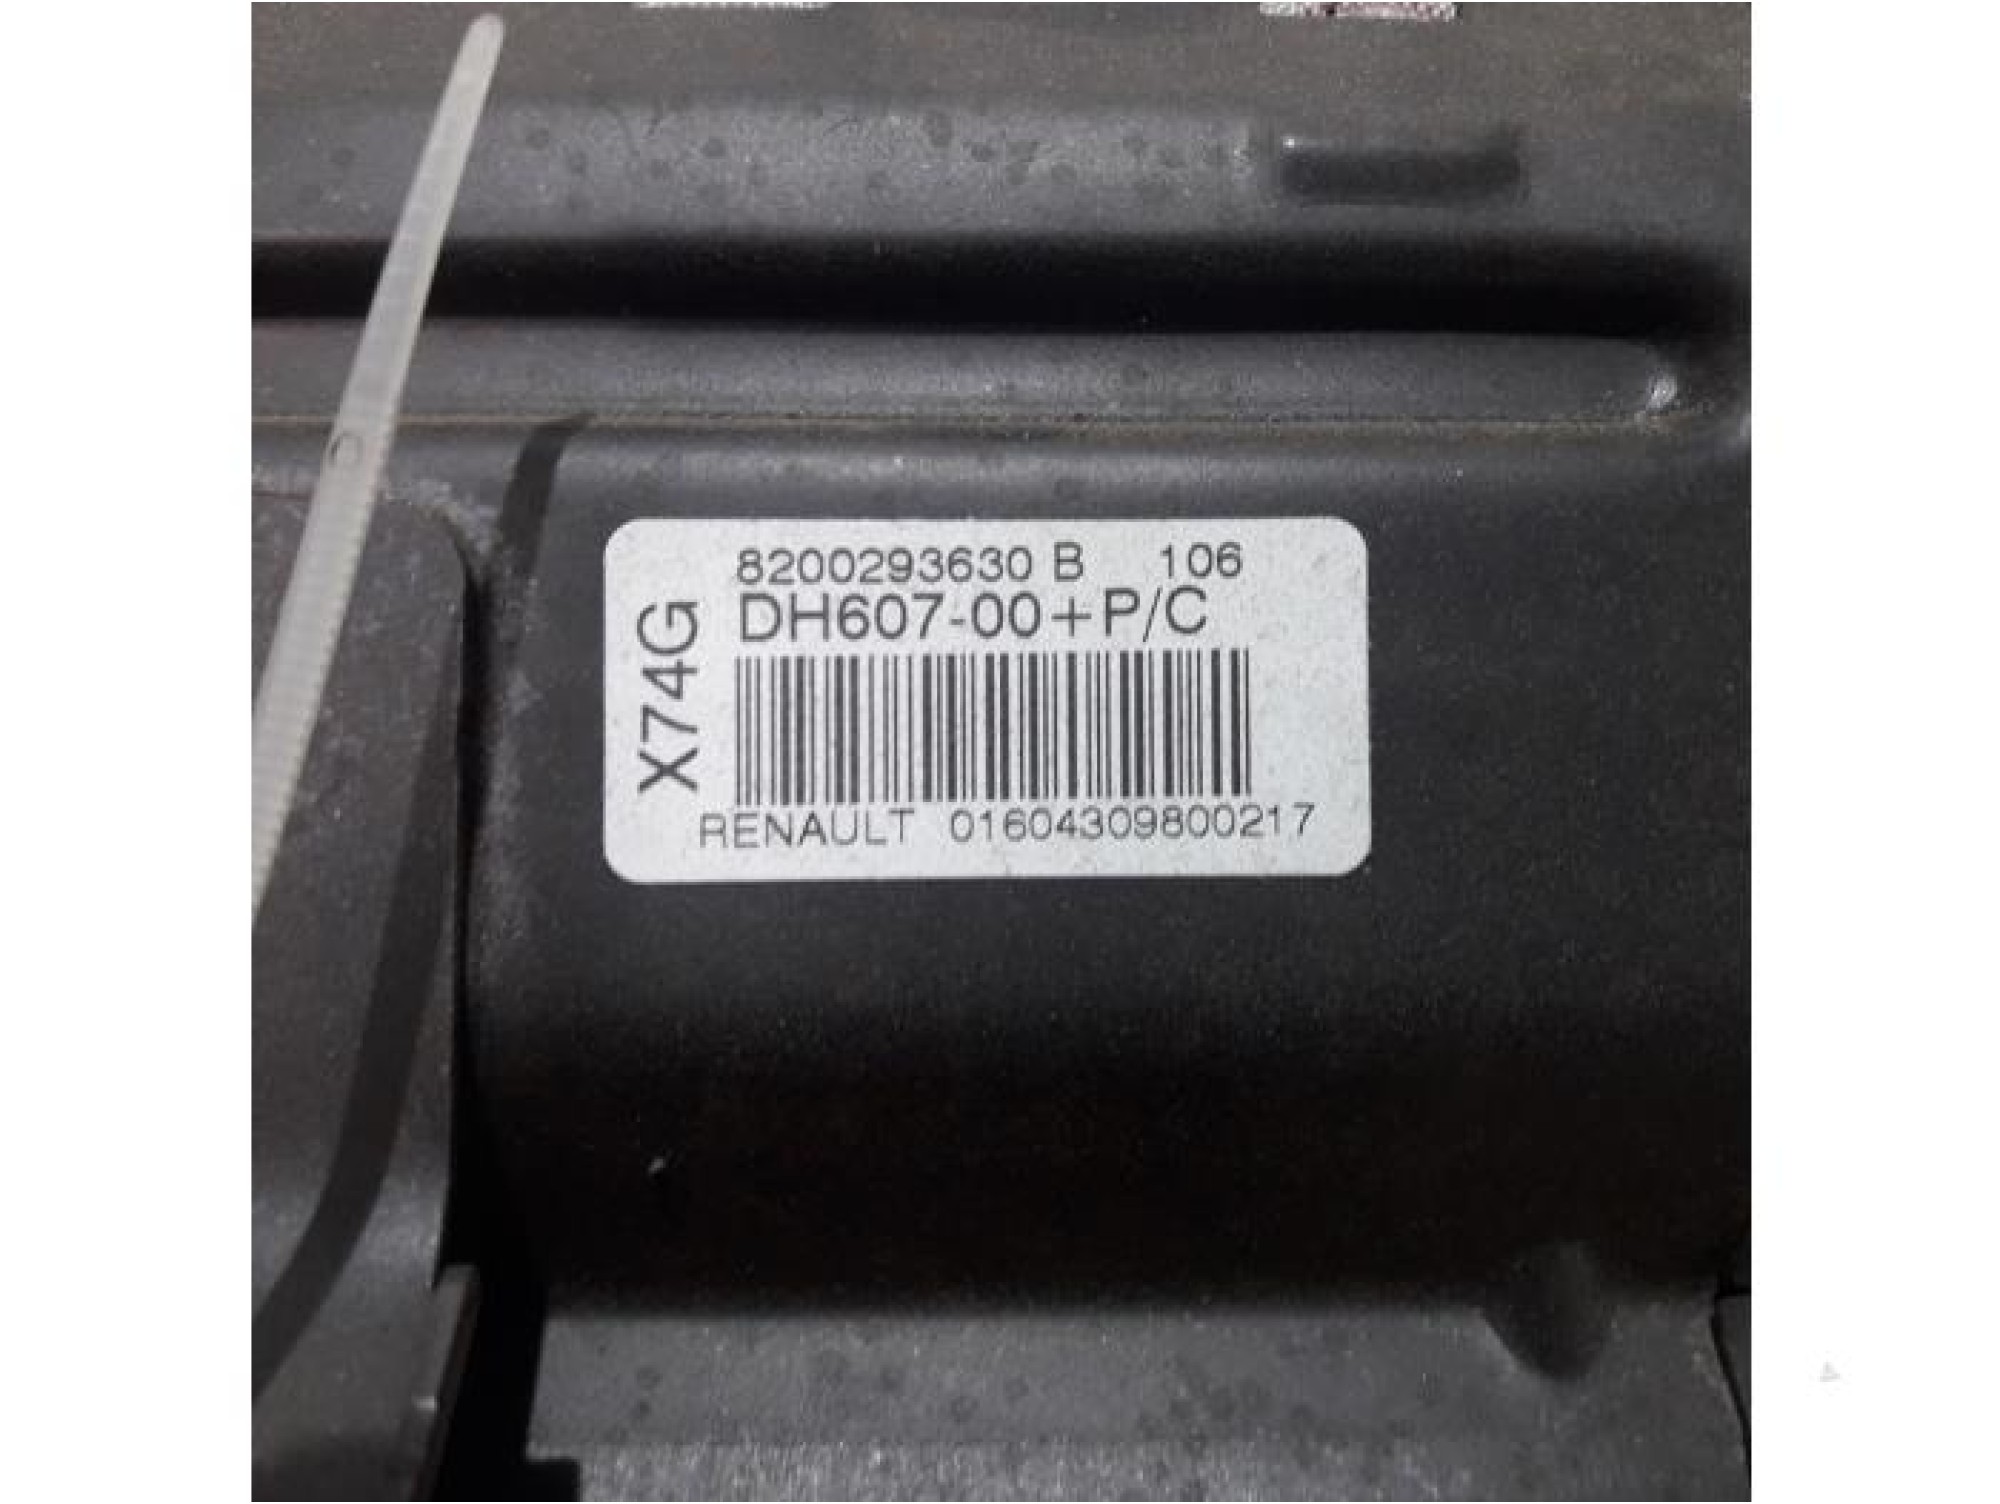 8200293630 B 106
DH607-00+P/C
X74G
RENAULT 01604309800217